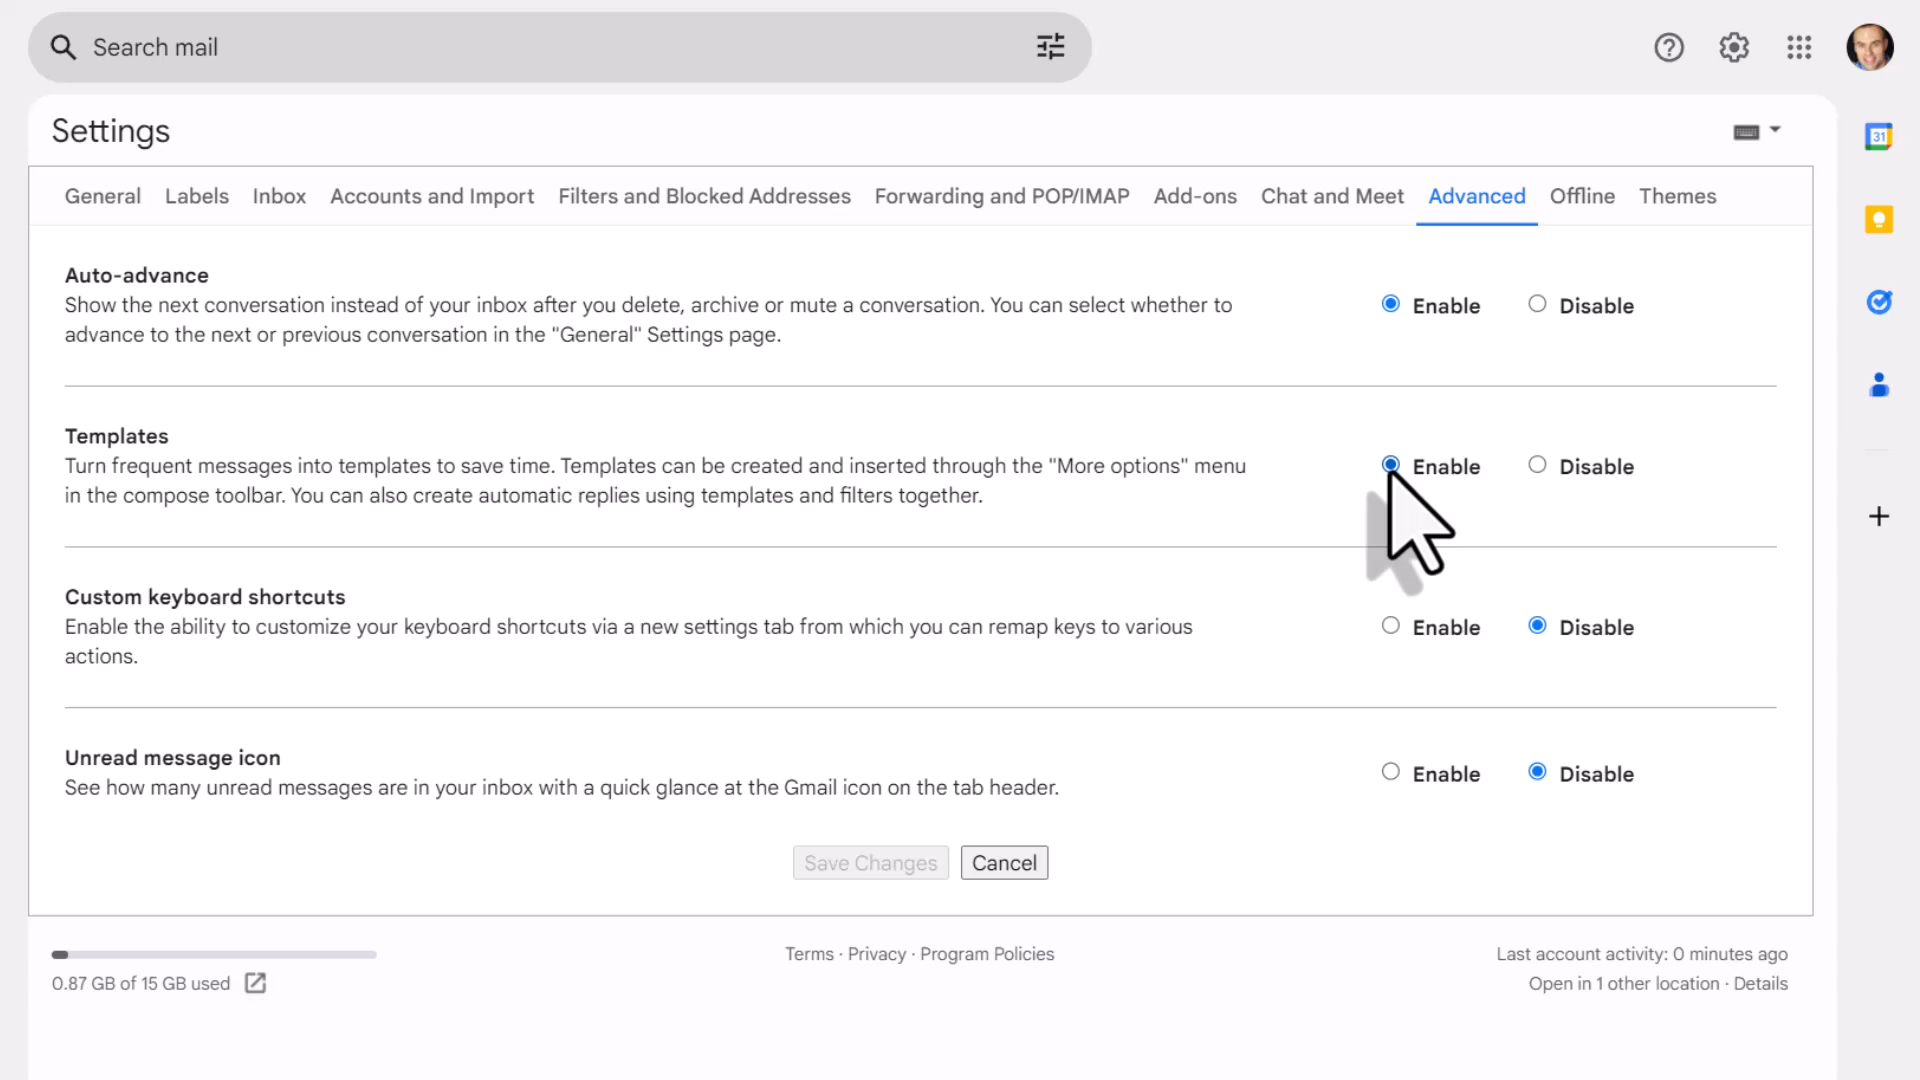 Search mail
Settings
General Labels Inbox Accounts and Import Filters and Blocked Addresses Forwarding and POP/IMAP Add-ons Chat and Meet Advanced Offline Themes
31
Auto-advance
Show the next conversation instead of your inbox after you delete, archive or mute a conversation. You can select whether to
advance to the next or previous conversation in the "General" Settings page.
Enable Disable
Templates
Turn frequent messages into templates to save time. Templates can be created and inserted through the "More options" menu
in the compose toolbar. You can also create automatic replies using templates and filters together.
Enable Disable
Custom keyboard shortcuts
Enable the ability to customize your keyboard shortcuts via a new settings tab from which you can remap keys to various
actions.
Enable Disable
Unread message icon
See how many unread messages are in your inbox with a quick glance at the Gmail icon on the tab header.
Enable Disable
Save Changes Cancel
Terms · Privacy · Program Policies
Last account activity: 0 minutes ago
0.87 GB of 15 GB used
Open in 1 other location · Details